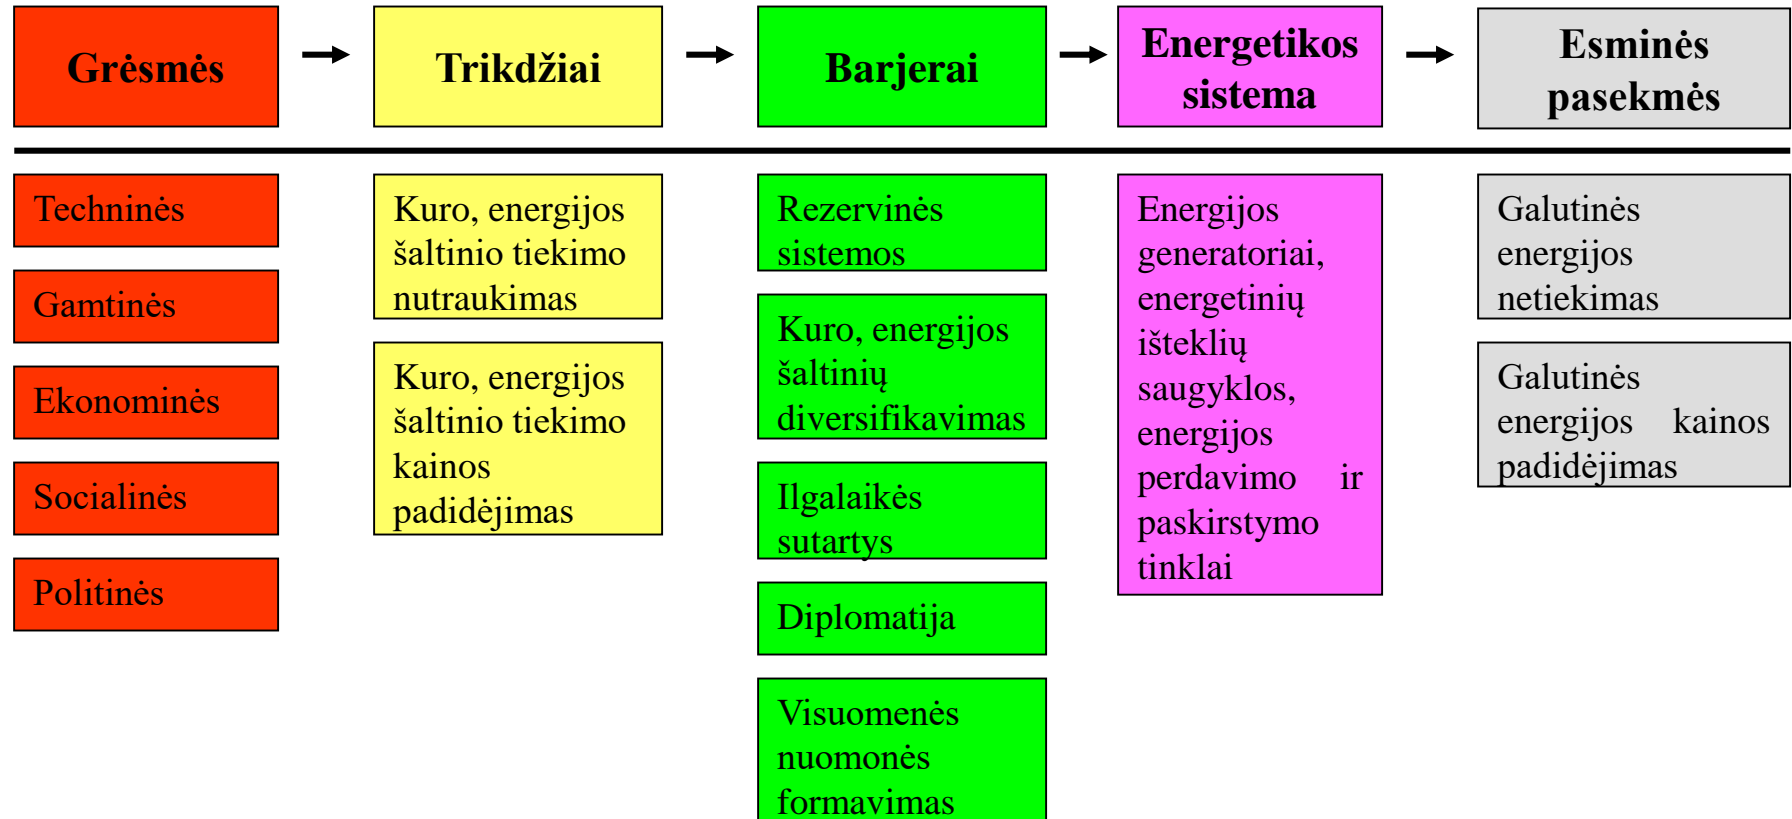 Grėsmės
Trikdžiai
Barjerai
Energetikos
sistema
Esminės
pasekmės
Techninės
Gamtinės
Ekonominės
Socialinės
Politinės
Kuro, energijos
šaltinio tiekimo
nutraukimas
Kuro, energijos
šaltinio tiekimo
kainos
padidėjimas
Rezervinės
sistemos
Kuro, energijos
šaltinių
diversifikavimas
Ilgalaikės
sutartys
Diplomatija
Visuomenės
nuomonės
formavimas
Energijos
generatoriai,
energetinių
išteklių
saugyklos,
energijos
perdavimo ir
paskirstymo
tinklai
Galutinės
energijos
netiekimas
Galutinės
energijos kainos
padidėjimas